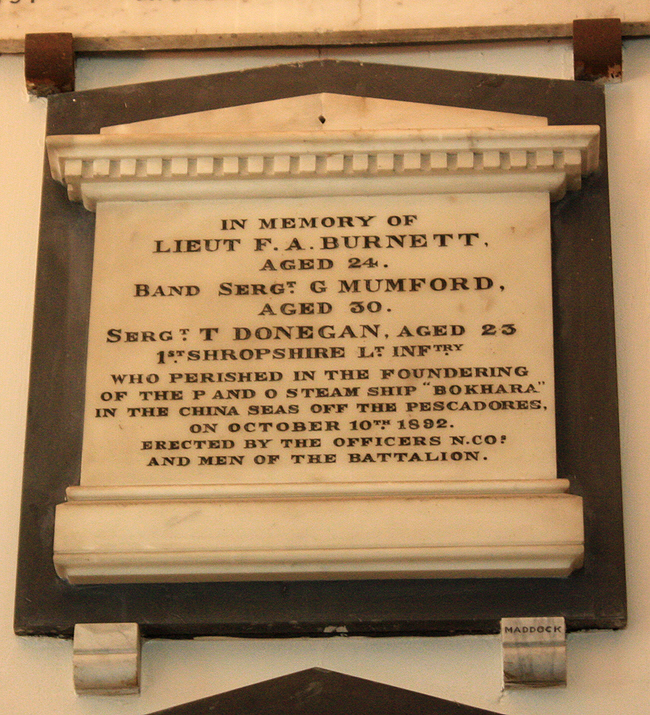 IN MEMORY OF
LIEUT F. A. BURNETT,
AGED 24.
BAND SERGT. G MUMFORD,
AGED 30.
SERGT. T DONEGAN, AGED 23
1ST. SHROPSHIRE LT. INFTRY
WHO PERISHED IN THE FOUNDERING
OF THE P AND O STEAM SHIP "BOKHARA"
IN THE CHINA SEAS OFF THE PESCADORES,
ON OCTOBER 10TH. 1892.
ERECTED BY THE OFFICERS N.COS.
AND MEN OF THE BATTALION.
MADDOCK